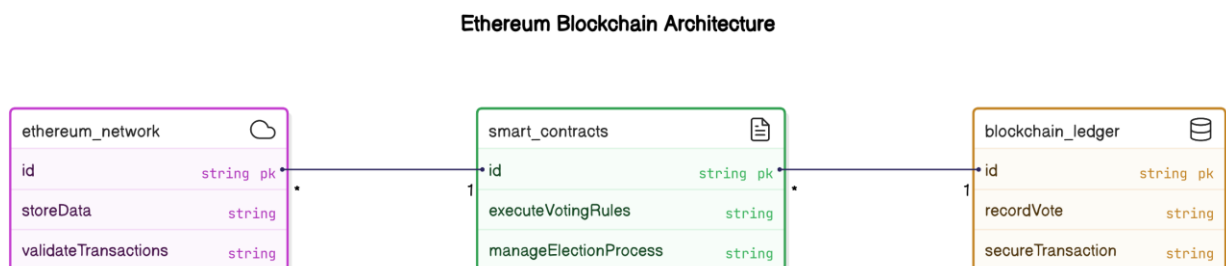 Ethereum Blockchain Architecture
ethereum_network
id string pk
storeData string
validateTransactions string
* 1
smart_contracts
id string pk
executeVotingRules string
manageElectionProcess string
* 1
blockchain_ledger
id string pk
recordVote string
secureTransaction string